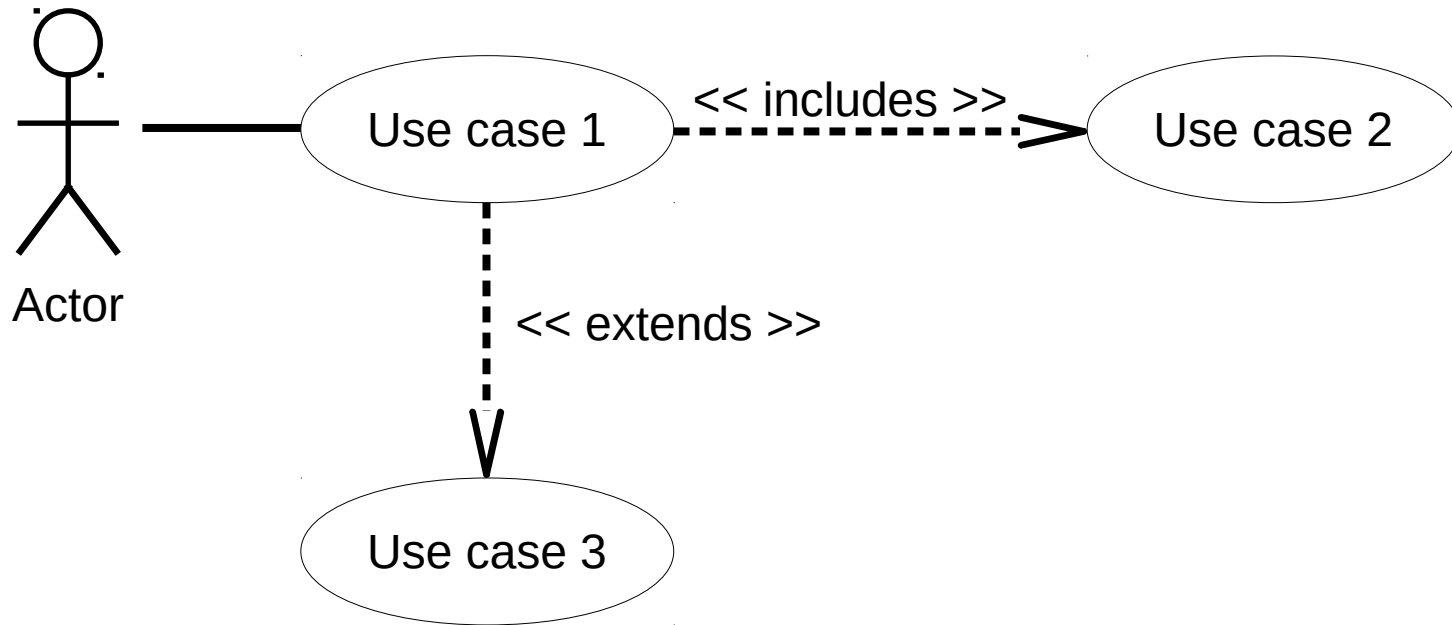 << includes >>
Use case 1
Use case 2
Actor
<< extends >>
Use case 3